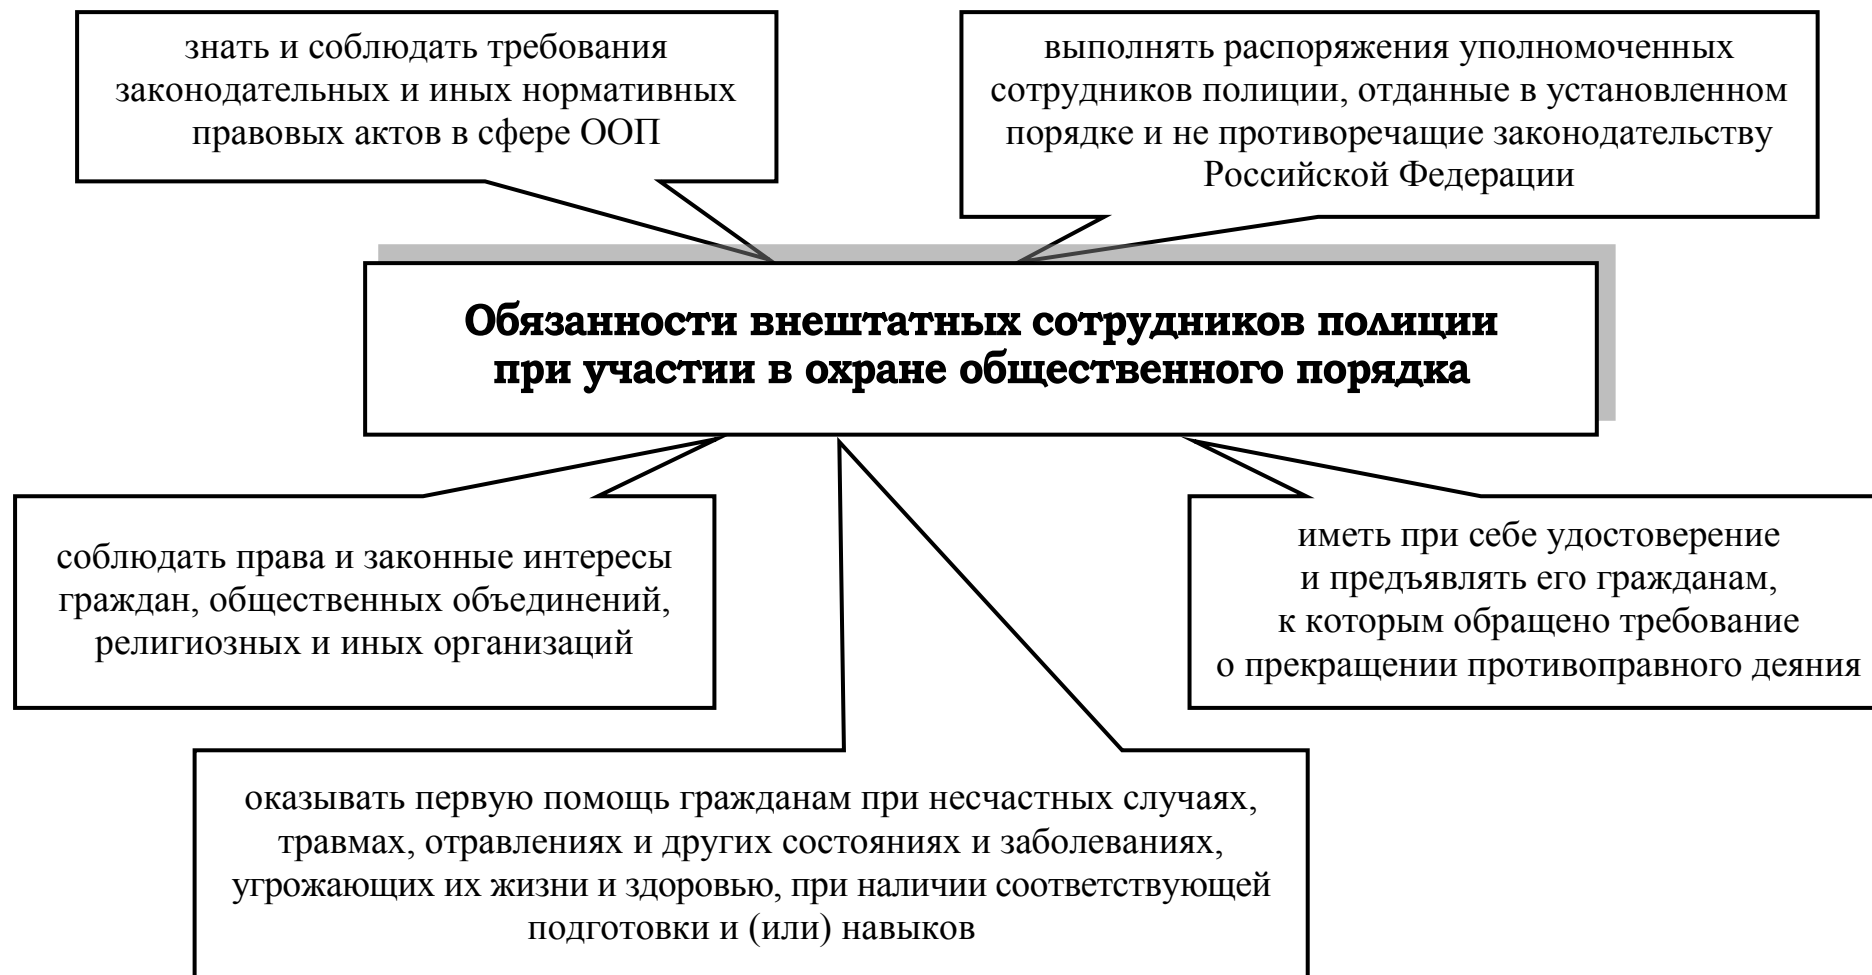 знать и соблюдать требования
законодательных и иных нормативных
правовых актов в сфере ООП
выполнять распоряжения уполномоченных
сотрудников полиции, отданные в установленном
порядке и не противоречащие законодательству
Российской Федерации
Обязанности внештатных сотрудников полиции
при участии в охране общественного порядка
соблюдать права и законные интересы
граждан, общественных объединений,
религиозных и иных организаций
иметь при себе удостоверение
и предъявлять его гражданам,
к которым обращено требование
о прекращении противоправного деяния
оказывать первую помощь гражданам при несчастных случаях,
травмах, отравлениях и других состояниях и заболеваниях,
угрожающих их жизни и здоровью, при наличии соответствующей
подготовки и (или) навыков